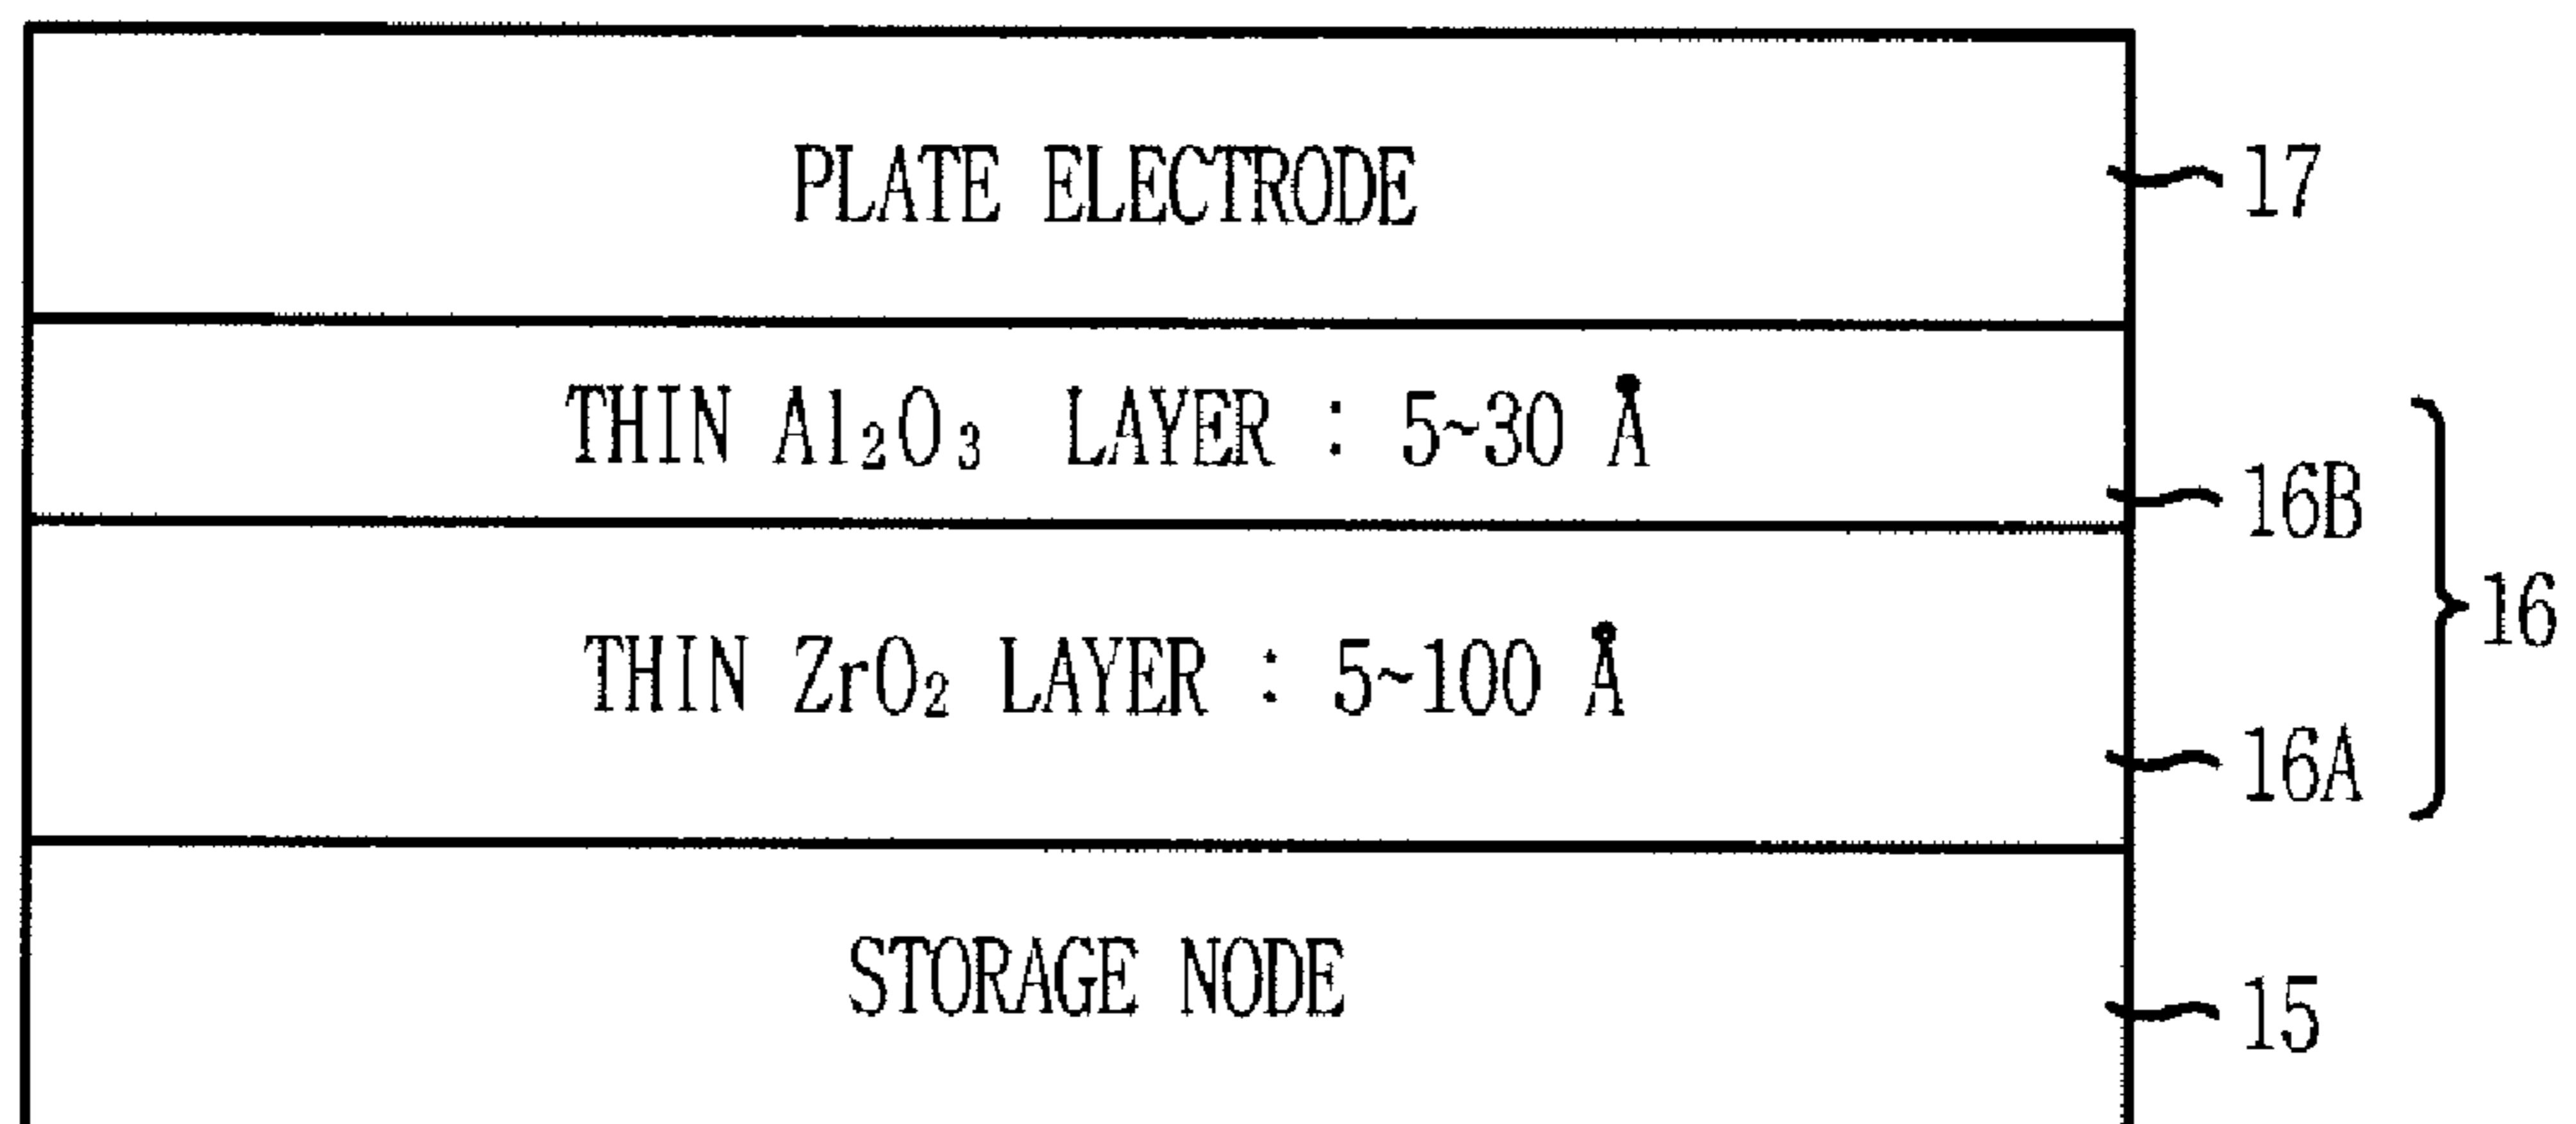 PLATE ELECTRODE
17
THIN Al₂O₃ LAYER : 5~30 Å
16B
16
THIN ZrO₂ LAYER : 5~100 Å
16A
STORAGE NODE
15